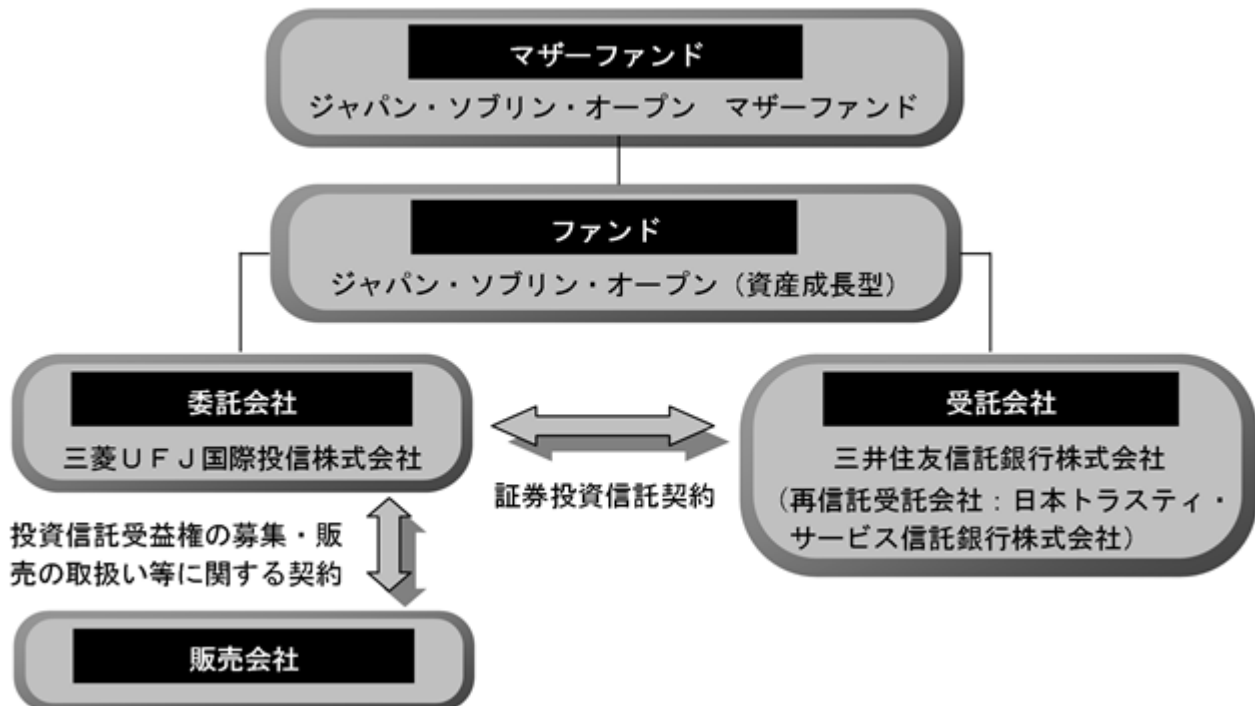 マザーファンド
ジャパン・ソブリン・オープン　マザーファンド
ファンド
ジャパン・ソブリン・オープン（資産成長型）
委託会社
三菱ＵＦＪ国際投信株式会社
証券投資信託契約
受託会社
三井住友信託銀行株式会社
（再信託受託会社：日本トラスティ・
サービス信託銀行株式会社）
投資信託受益権の募集・販
売の取扱い等に関する契約
販売会社